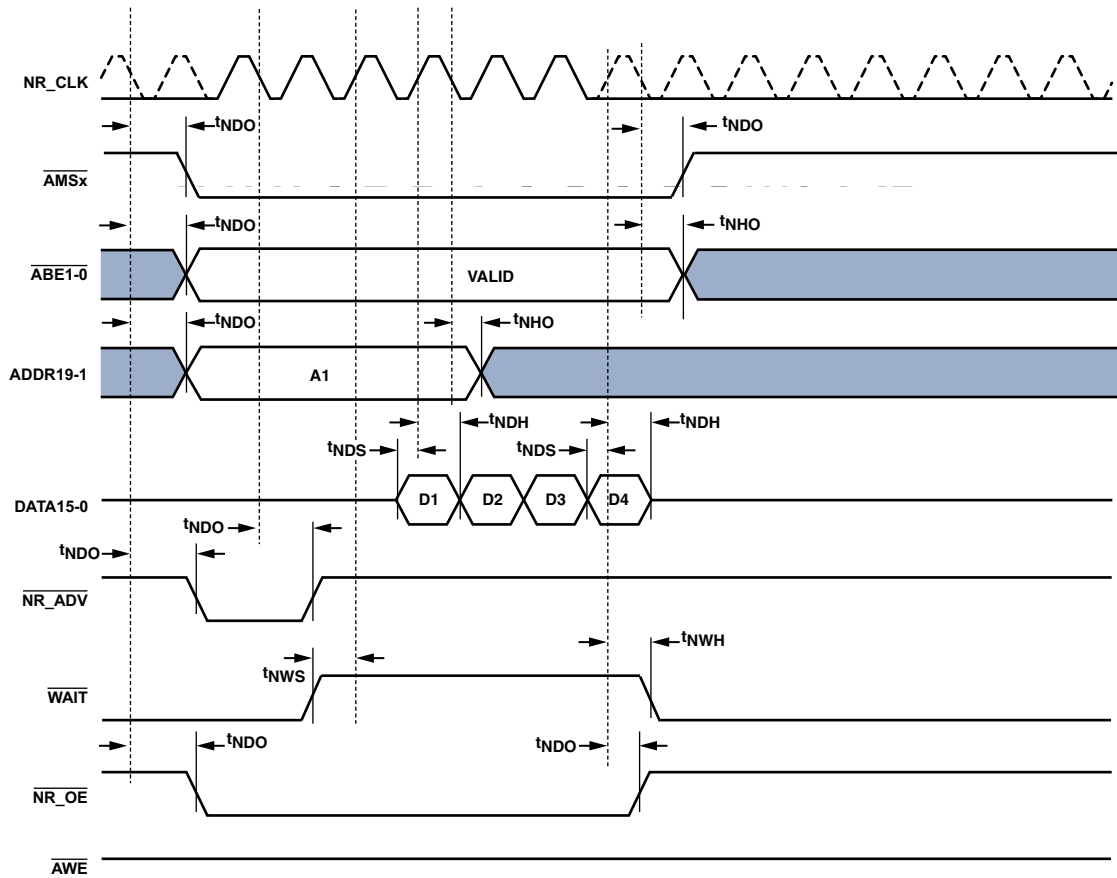 NR_CLK
tNDO
tNDO
AMSx
tNDO
tNHO
ABE1-0
VALID
tNDO
tNHO
ADDR19-1
A1
tNDH
tNDH
tNDS
tNDS
DATA15-0
D1
D2
D3
D4
tNDO
tNDO
NR_ADV
tNWH
tNWS
WAIT
tNDO
tNDO
NR_OE
AWE